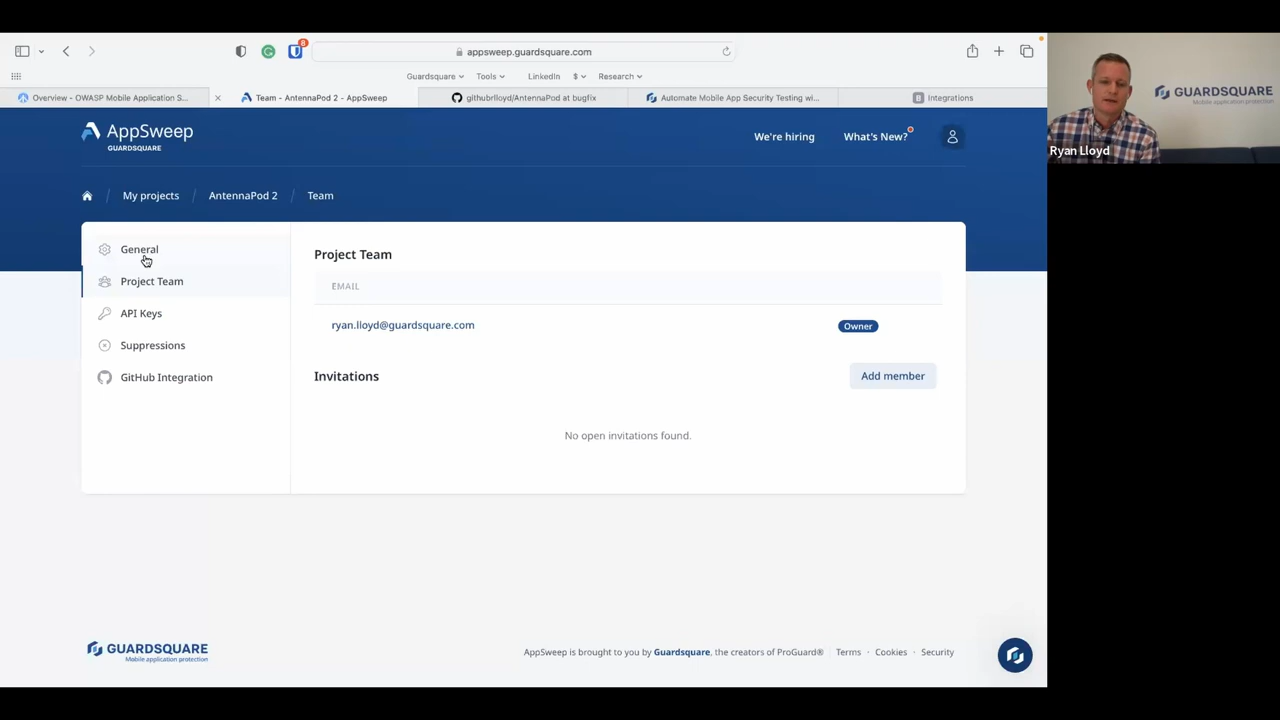 8
appsweep.guardsquare.com
Guardsquare Tools LinkedIn $ Research
Overview - OWASP Mobile Application S...
Team - AntennaPod 2 - AppSweep
githubrlloyd/AntennaPod at bugfix
Automate Mobile App Security Testing wi...
B Integrations
AppSweep
GUARDSQUARE
We're hiring
What's New?
My projects / AntennaPod 2 / Team
General
Project Team
API Keys
Suppressions
GitHub Integration
Project Team
EMAIL
ryan.lloyd@guardsquare.com
Owner
Invitations
Add member
No open invitations found.
GUARDSQUARE
Mobile application protection
AppSweep is brought to you by Guardsquare, the creators of ProGuard®
Terms · Cookies · Security
GUARDSQUARE
Mobile application protection
Ryan Lloyd